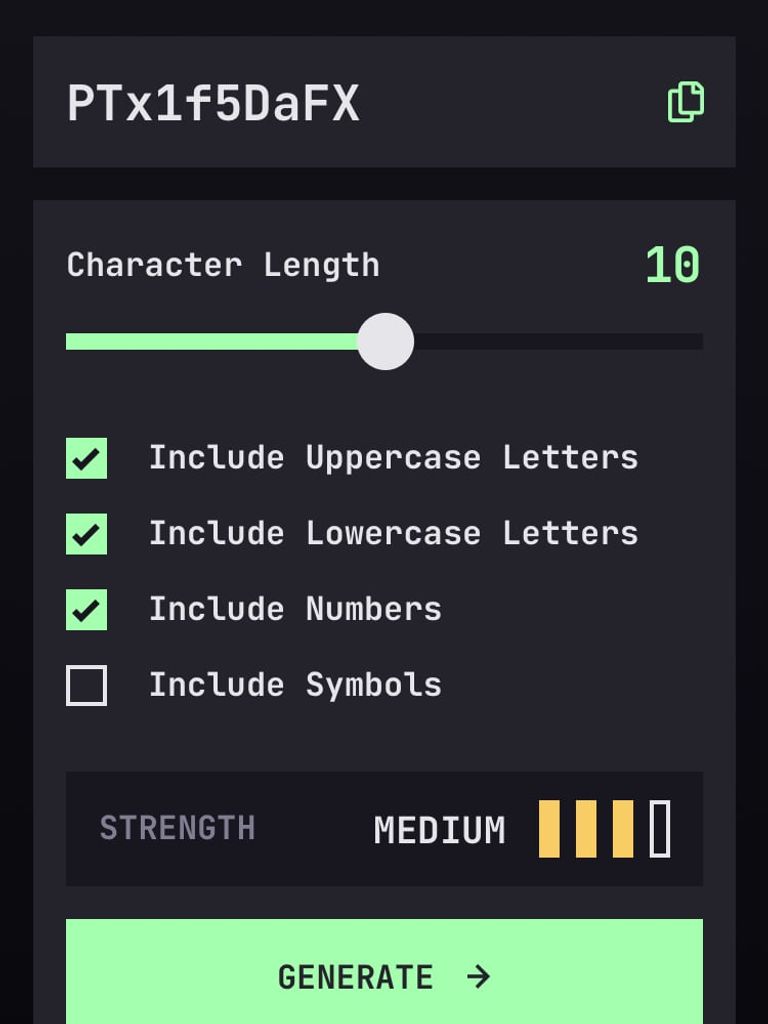 PTx1f5DaFX
Character Length 10
Include Uppercase Letters
Include Lowercase Letters
Include Numbers
Include Symbols
STRENGTH MEDIUM
GENERATE →